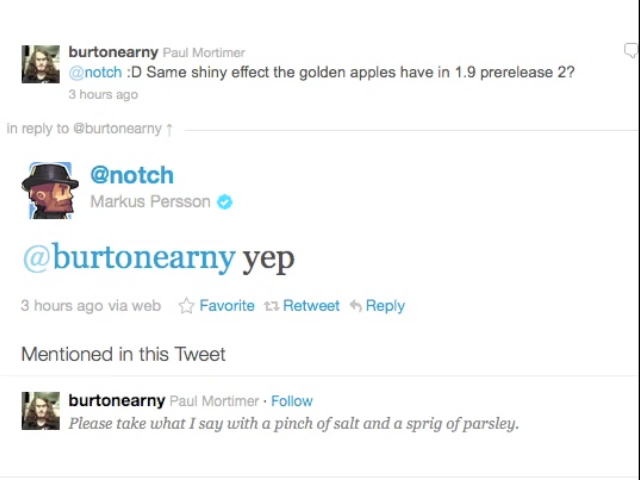 burtonearny Paul Mortimer
@notch :D Same shiny effect the golden apples have in 1.9 prerelease 2?
3 hours ago
in reply to @burtonearny ↑
@notch
Markus Persson
@burtonearny yep
3 hours ago via web Favorite Retweet Reply
Mentioned in this Tweet
burtonearny Paul Mortimer · Follow
Please take what I say with a pinch of salt and a sprig of parsley.